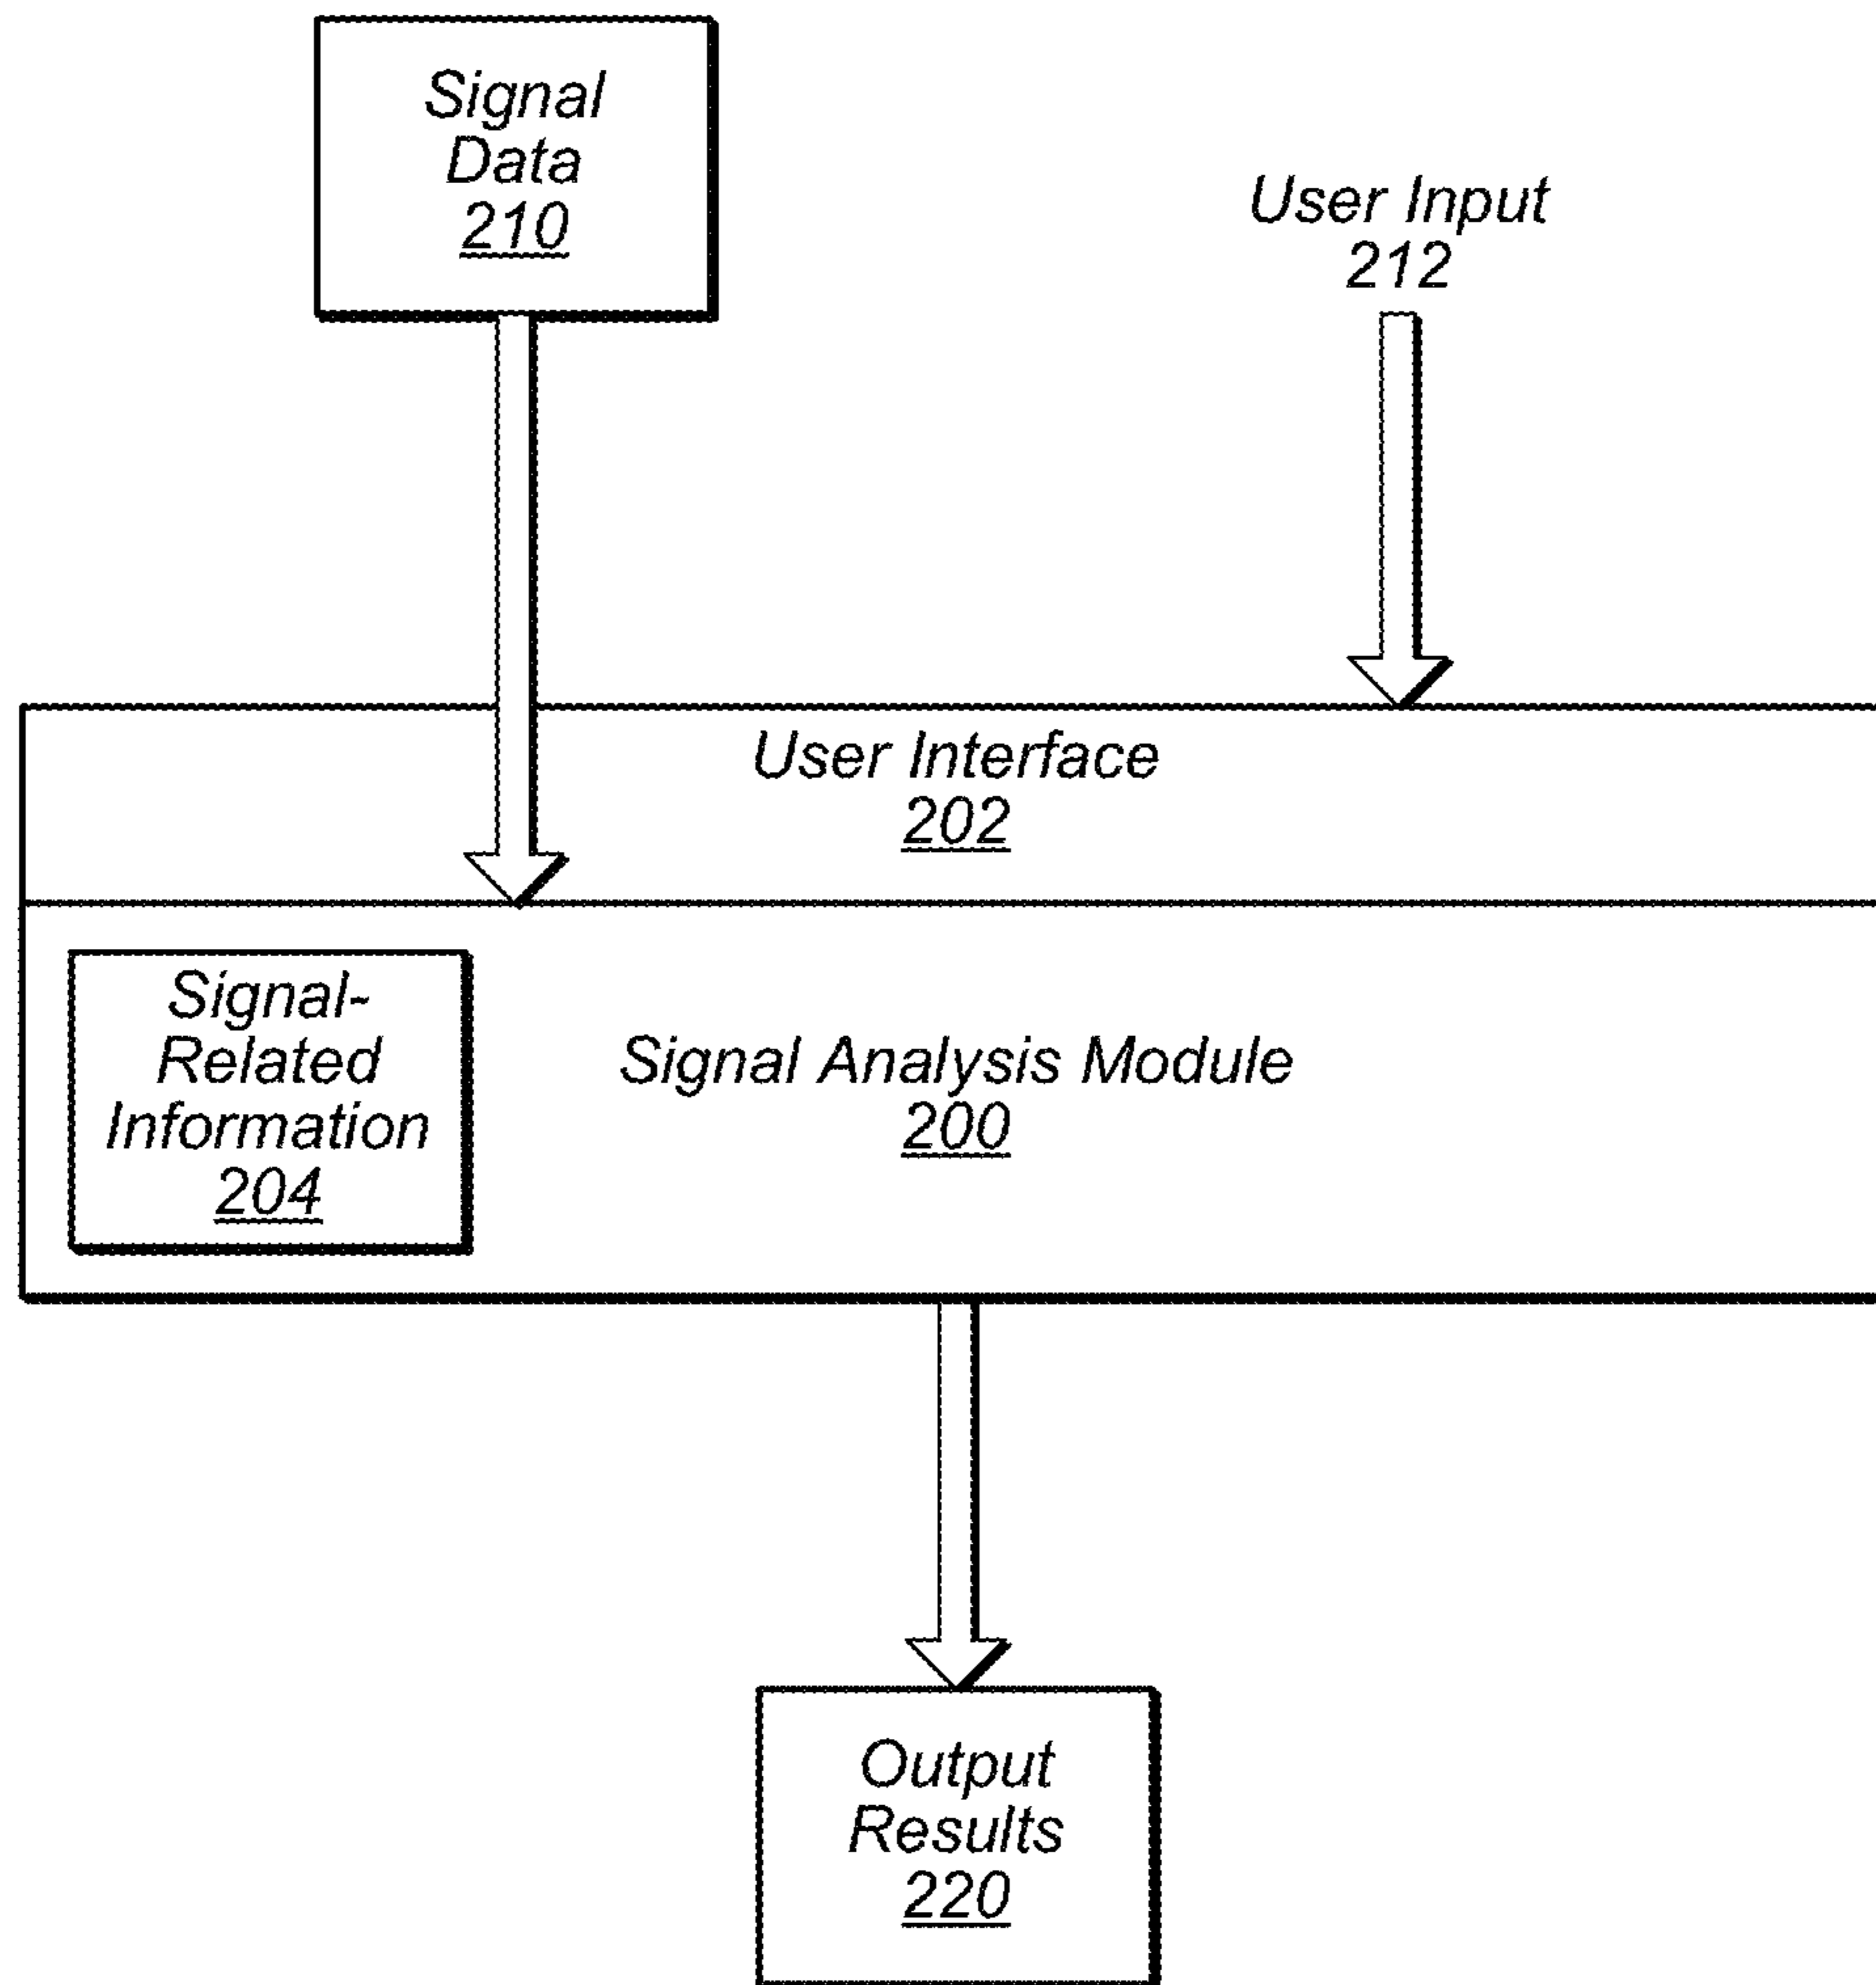 Signal
Data
210
User Input
212
User Interface
202
Signal-
Related
Information
204
Signal Analysis Module
200
Output
Results
220